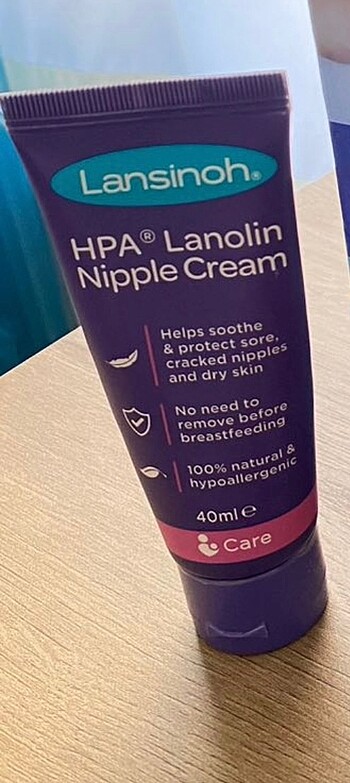 Lansinoh®
HPA® Lanolin
Nipple Cream
Helps soothe
& protect sore,
cracked nipples
and dry skin
No need to
remove before
breastfeeding
100% natural &
hypoallergenic
40ml ℮
Care